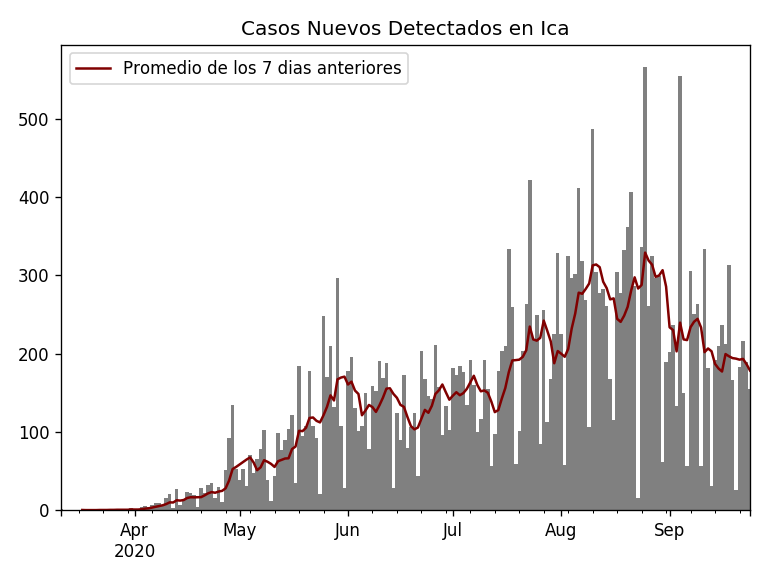 Casos Nuevos Detectados en Ica
Promedio de los 7 dias anteriores
500
400
300
200
100
0
Apr May Jun Jul Aug Sep
2020